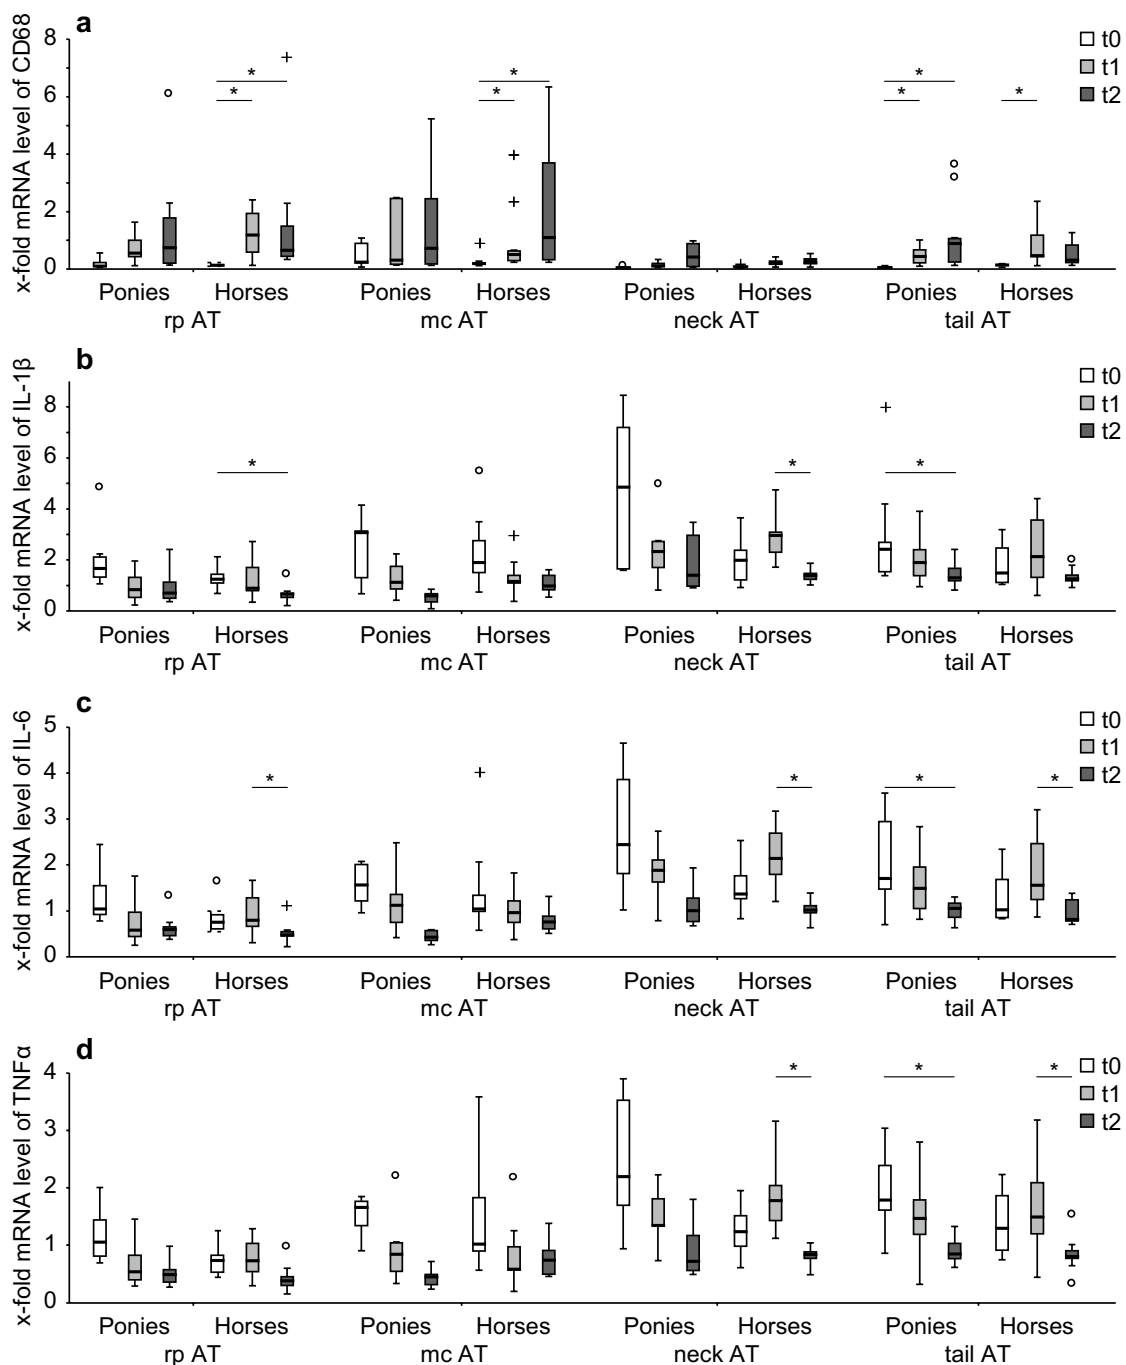 a
x-fold mRNA level of CD68
8
6
4
2
0
t0
t1
t2
* * * * * * *
Ponies Horses Ponies Horses Ponies Horses Ponies Horses
rp AT mc AT neck AT tail AT
b
x-fold mRNA level of IL-1β
8
6
4
2
0
t0
t1
t2
* * *
Ponies Horses Ponies Horses Ponies Horses Ponies Horses
rp AT mc AT neck AT tail AT
c
x-fold mRNA level of IL-6
5
4
3
2
1
0
t0
t1
t2
* * * *
Ponies Horses Ponies Horses Ponies Horses Ponies Horses
rp AT mc AT neck AT tail AT
d
x-fold mRNA level of TNFα
4
3
2
1
0
t0
t1
t2
* * *
Ponies Horses Ponies Horses Ponies Horses Ponies Horses
rp AT mc AT neck AT tail AT